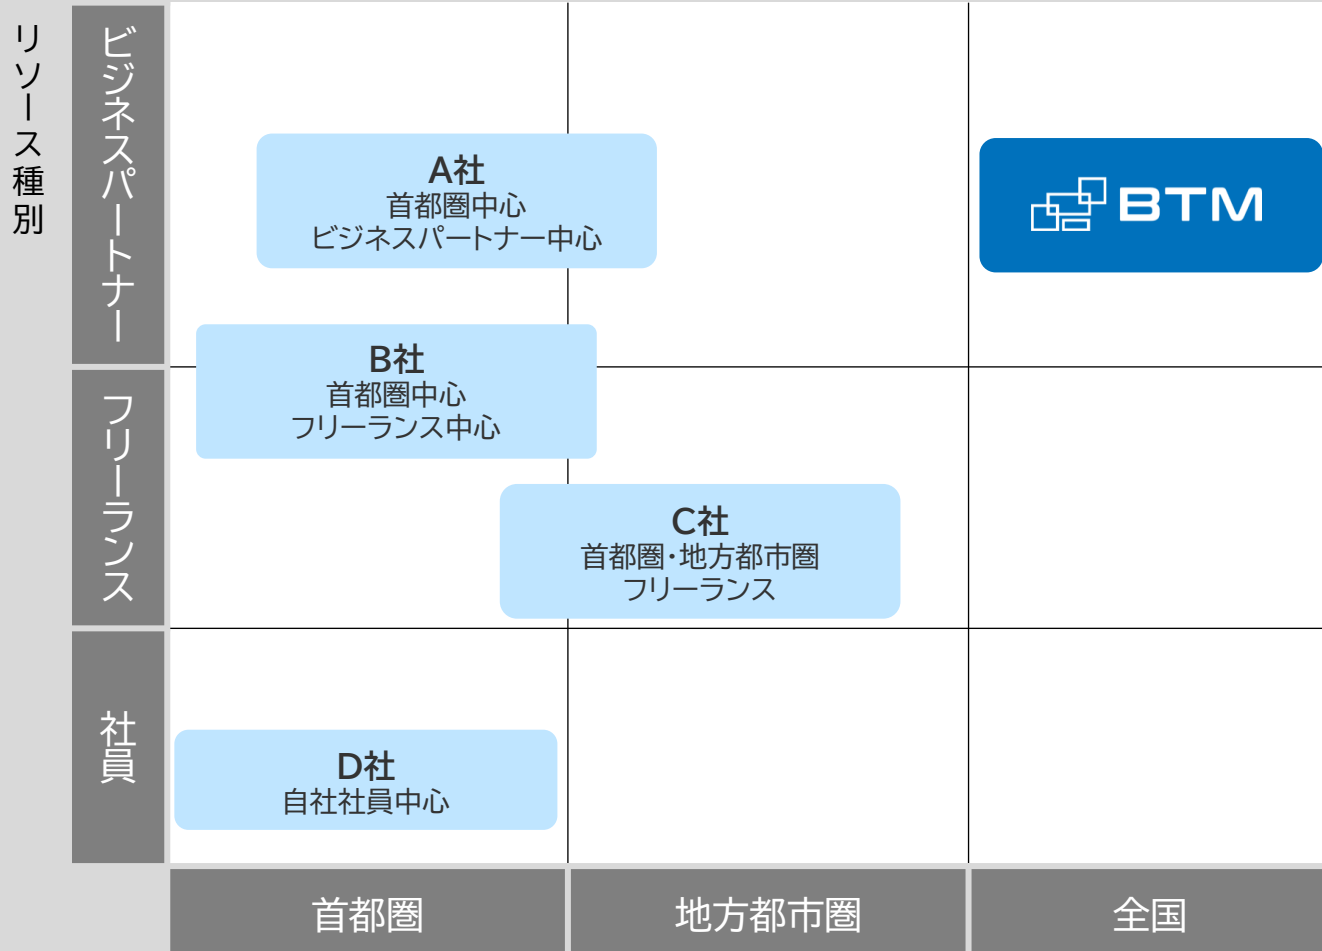 リソース種別
ビジネスパートナー
A社
首都圏中心
ビジネスパートナー中心
BTM
B社
首都圏中心
フリーランス中心
フリーランス
C社
首都圏・地方都市圏
フリーランス
社員
D社
自社社員中心
首都圏
地方都市圏
全国